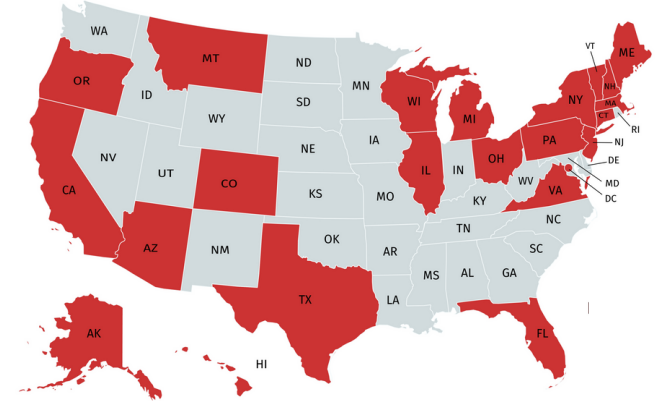 WA
MT
ND
MN
VT
ME
OR
ID
SD
WI
MI
NY
NH
MA
CT
RI
WY
IA
PA
NJ
NE
NV
UT
CO
IL
IN
OH
DE
MD
DC
WV
VA
CA
KS
MO
KY
NC
AZ
NM
OK
AR
TN
SC
MS
AL
GA
TX
LA
FL
AK
HI